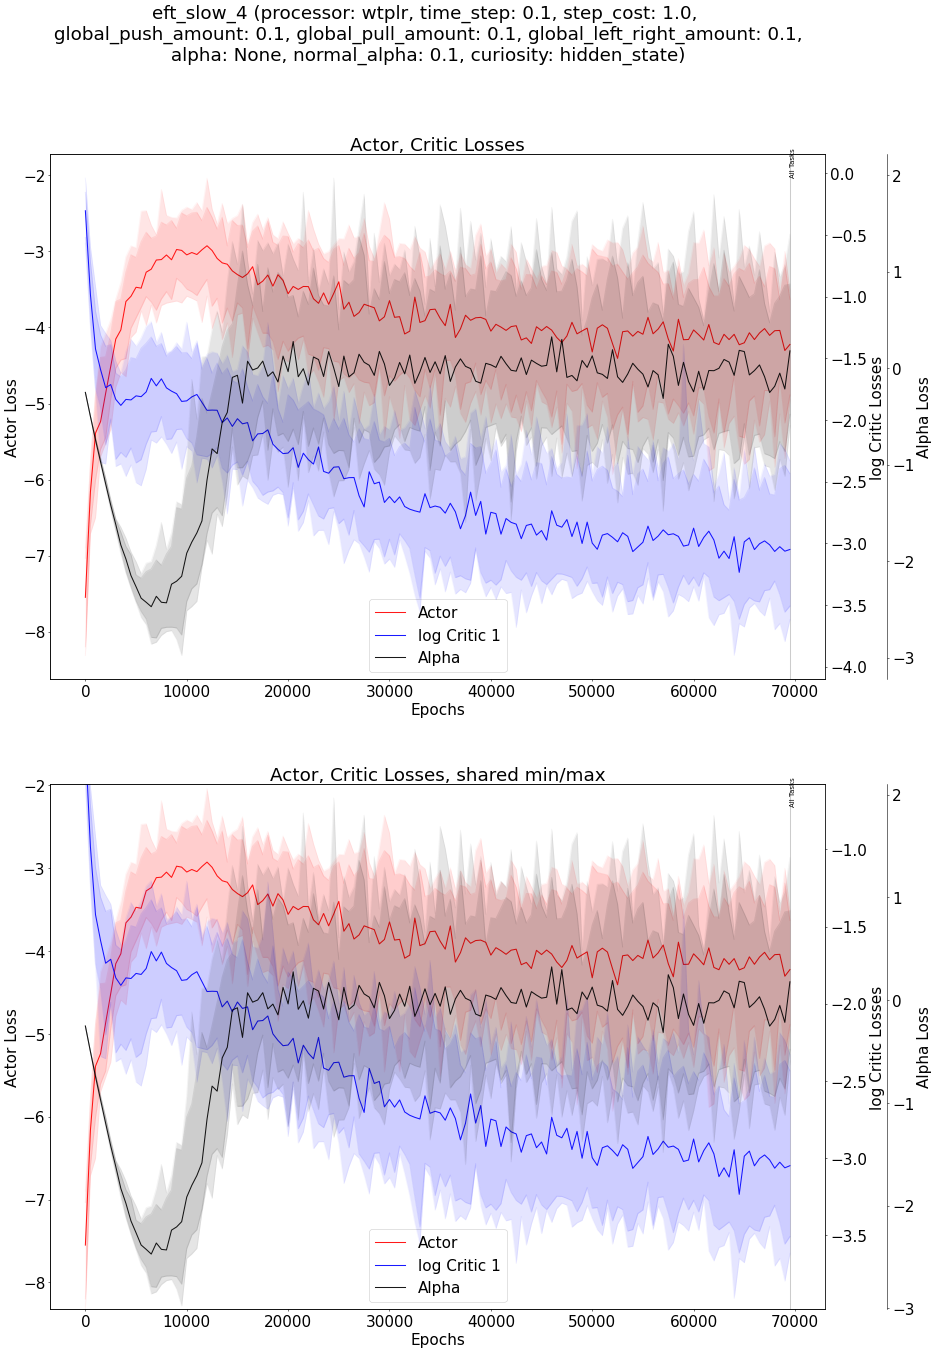 eft_slow_4 (processor: wtplr, time_step: 0.1, step_cost: 1.0,
global_push_amount: 0.1, global_pull_amount: 0.1, global_left_right_amount: 0.1,
alpha: None, normal_alpha: 0.1, curiosity: hidden_state)
Actor, Critic Losses
All Tasks
−2
−3
−4
−5
−6
−7
−8
Actor Loss
0.0
−0.5
−1.0
−1.5
−2.0
−2.5
−3.0
−3.5
−4.0
log Critic Losses
2
1
0
−1
−2
−3
Alpha Loss
Actor
log Critic 1
Alpha
0 10000 20000 30000 40000 50000 60000 70000
Epochs
Actor, Critic Losses, shared min/max
All Tasks
−2
−3
−4
−5
−6
−7
−8
Actor Loss
−1.0
−1.5
−2.0
−2.5
−3.0
−3.5
log Critic Losses
2
1
0
−1
−2
−3
Alpha Loss
Actor
log Critic 1
Alpha
0 10000 20000 30000 40000 50000 60000 70000
Epochs